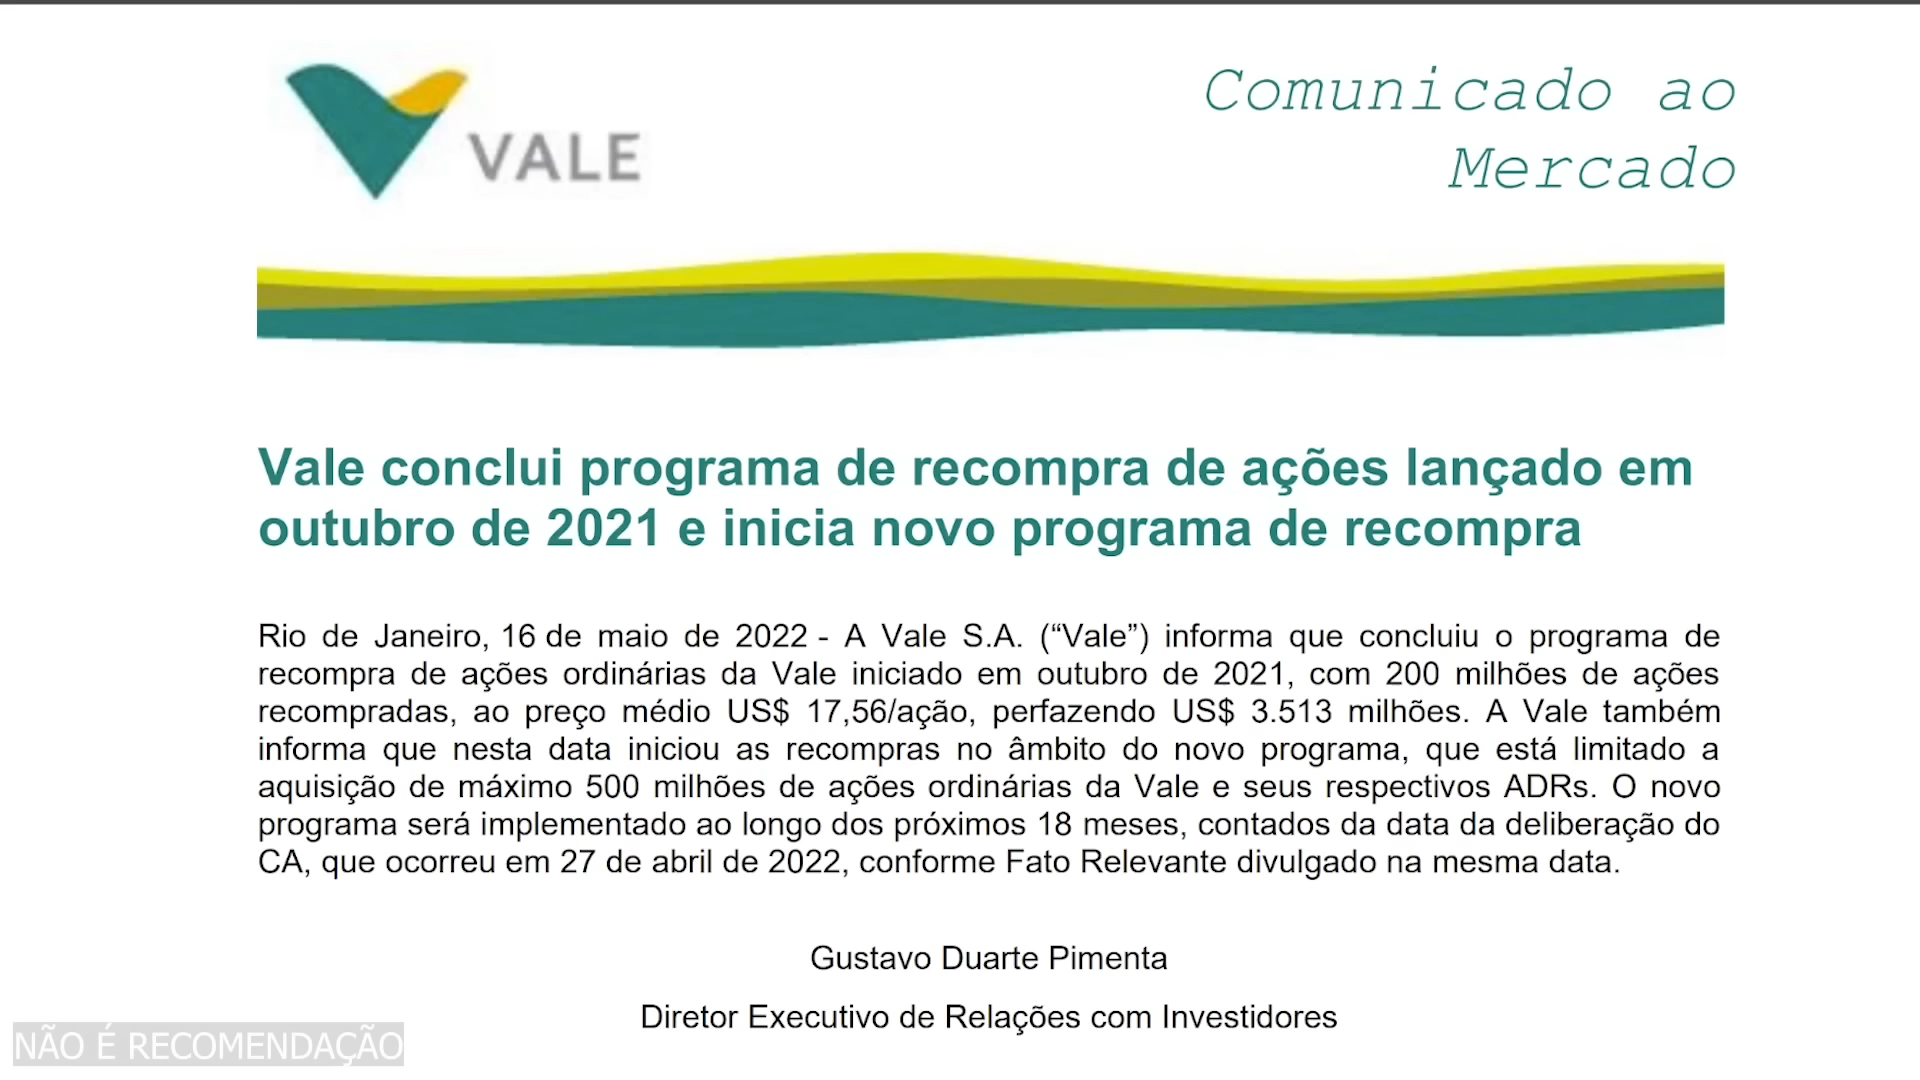 VALE
Comunicado ao
Mercado
Vale conclui programa de recompra de ações lançado em
outubro de 2021 e inicia novo programa de recompra
Rio de Janeiro, 16 de maio de 2022 - A Vale S.A. (“Vale”) informa que concluiu o programa de
recompra de ações ordinárias da Vale iniciado em outubro de 2021, com 200 milhões de ações
recompradas, ao preço médio US$ 17,56/ação, perfazendo US$ 3.513 milhões. A Vale também
informa que nesta data iniciou as recompras no âmbito do novo programa, que está limitado a
aquisição de máximo 500 milhões de ações ordinárias da Vale e seus respectivos ADRs. O novo
programa será implementado ao longo dos próximos 18 meses, contados da data da deliberação do
CA, que ocorreu em 27 de abril de 2022, conforme Fato Relevante divulgado na mesma data.
Gustavo Duarte Pimenta
Diretor Executivo de Relações com Investidores
NÃO É RECOMENDAÇÃO